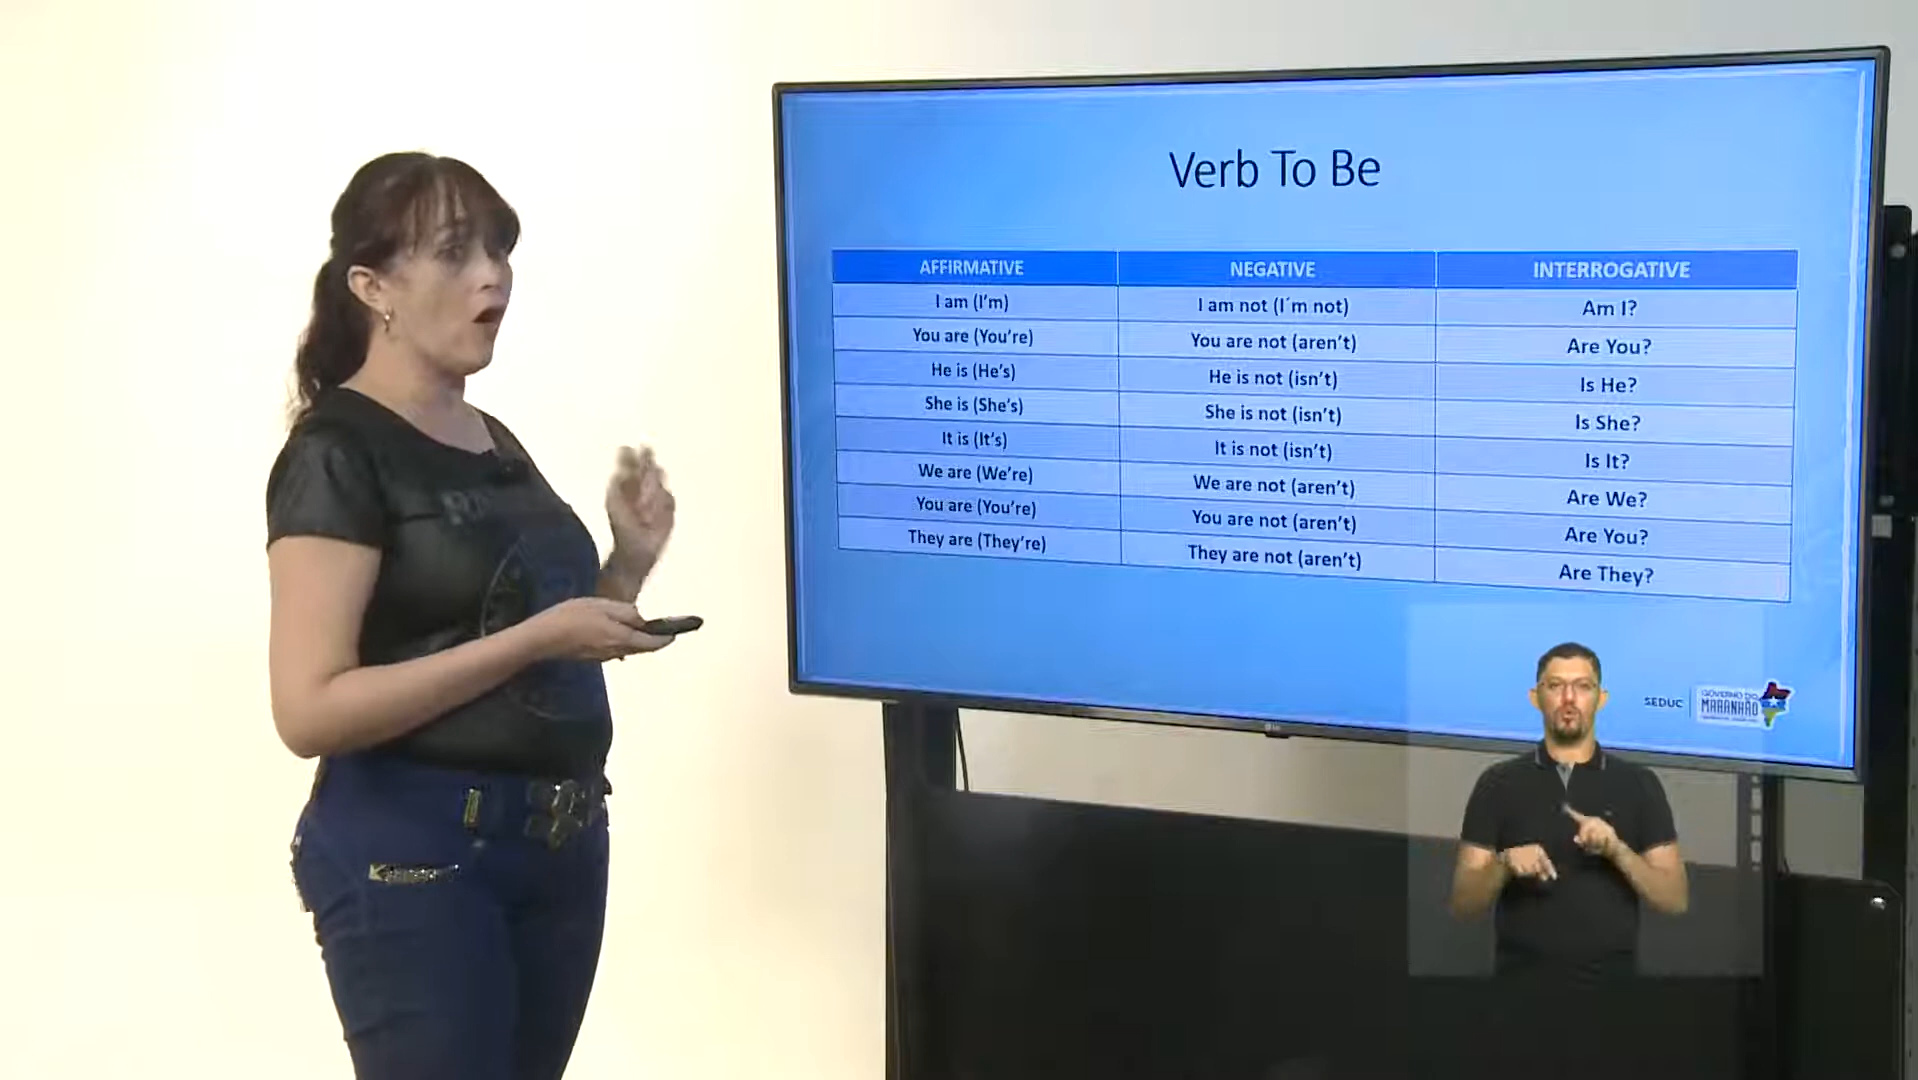 Verb To Be
AFFIRMATIVE NEGATIVE INTERROGATIVE
I am (I'm) I am not (I´m not) Am I?
You are (You're) You are not (aren't) Are You?
He is (He's) He is not (isn't) Is He?
She is (She's) She is not (isn't) Is She?
It is (It's) It is not (isn't) Is It?
We are (We're) We are not (aren't) Are We?
You are (You're) You are not (aren't) Are You?
They are (They're) They are not (aren't) Are They?
SEDUC
GOVERNO DO
MARANHÃO